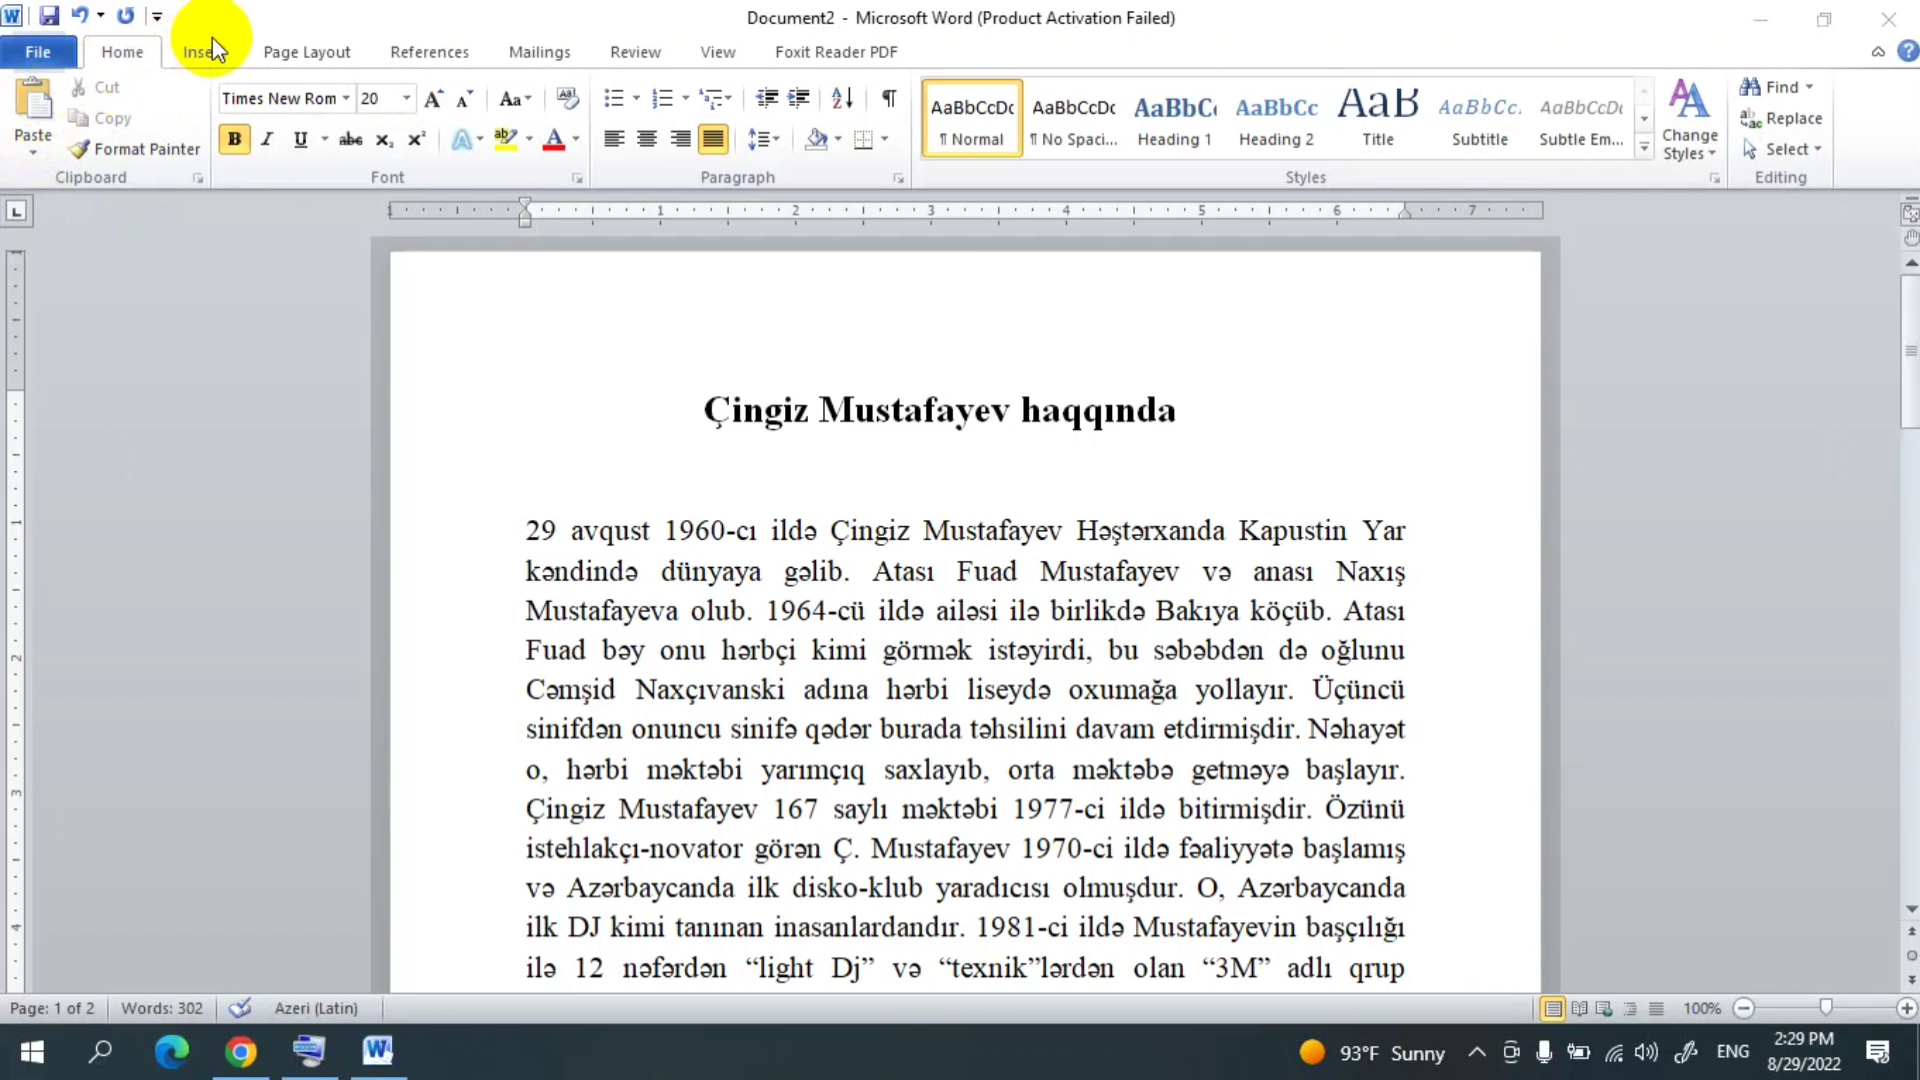 Document2 - Microsoft Word (Product Activation Failed)
File Home Page Layout References Mailings Review View Foxit Reader PDF
Paste
Cut
Copy
Format Painter
Clipboard
Times New Rom 20
Font
Paragraph
AaBbCcDc AaBbCcDc AaBbC AaBbCc AaB AaBbCc. AaBbCcDc
¶ Normal ¶ No Spaci... Heading 1 Heading 2 Title Subtitle Subtle Em...
Styles
Change
Styles
Find
Replace
Select
Editing
1 1 2 3 4 5 6 7
Çingiz Mustafayev haqqında
29 avqust 1960-cı ildə Çingiz Mustafayev Həştərxanda Kapustin Yar
kəndində dünyaya gəlib. Atası Fuad Mustafayev və anası Naxış
Mustafayeva olub. 1964-cü ildə ailəsi ilə birlikdə Bakıya köçüb. Atası
Fuad bəy onu hərbçi kimi görmək istəyirdi, bu səbəbdən də oğlunu
Cəmşid Naxçıvanski adına hərbi liseydə oxumağa yollayır. Üçüncü
sinifdən onuncu sinifə qədər burada təhsilini davam etdirmişdir. Nəhayət
o, hərbi məktəbi yarımçıq saxlayıb, orta məktəbə getməyə başlayır.
Çingiz Mustafayev 167 saylı məktəbi 1977-ci ildə bitirmişdir. Özünü
istehlakçı-novator görən Ç. Mustafayev 1970-ci ildə fəaliyyətə başlamış
və Azərbaycanda ilk disko-klub yaradıcısı olmuşdur. O, Azərbaycanda
ilk DJ kimi tanınan inasanlardandır. 1981-ci ildə Mustafayevin başçılığı
ilə 12 nəfərdən “light Dj” və “texnik”lərdən olan “3M” adlı qrup
Page: 1 of 2 Words: 302 Azeri (Latin) 100%
93°F Sunny ENG
2:29 PM
8/29/2022